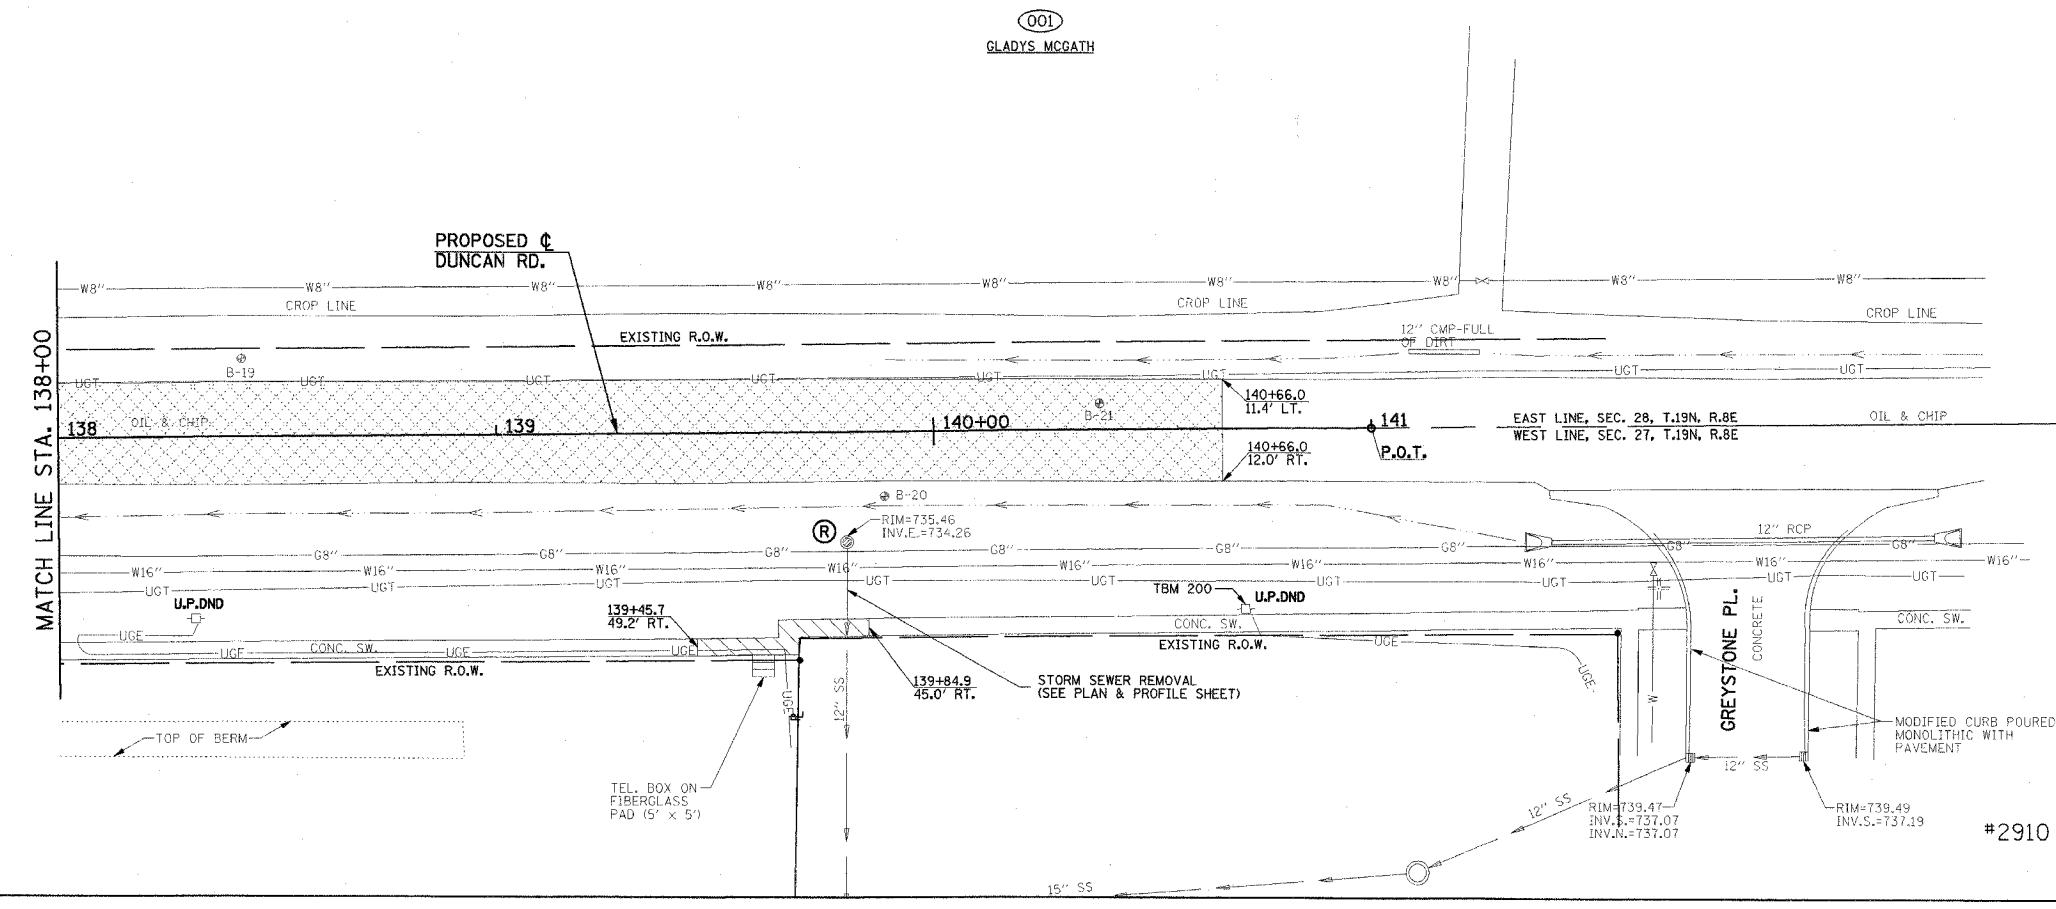 001
GLADYS MCGATH
PROPOSED ℄
DUNCAN RD.
W8" W8" W8" W8" W8" W8" W8" W8" W8"
CROP LINE CROP LINE CROP LINE
EXISTING R.O.W.
12" CMP-FULL
OF DIRT
B-19
UGT UGT UGT UGT UGT UGT UGT UGT
MATCH LINE STA. 138+00
140+66.0
11.4' LT.
B-21
138
OIL & CHIP
139
140+00
141
P.O.T.
EAST LINE, SEC. 28, T.19N, R.8E
WEST LINE, SEC. 27, T.19N, R.8E
OIL & CHIP
140+66.0
12.0' RT.
B-20
R
RIM=735.46
INV.E.=734.26
12" RCP
G8" G8" G8" G8" G8" G8" G8" G8"
W16" W16" W16" W16" W16" W16" W16" W16" W16"
UGT UGT UGT UGT UGT UGT UGT UGT UGT
U.P.DND
TBM 200
U.P.DND
139+45.7
49.2' RT.
UGE
CONC. SW.
CONC. SW.
CONC. SW.
UGE UGE UGE UGE
EXISTING R.O.W.
EXISTING R.O.W.
139+84.9
45.0' RT.
STORM SEWER REMOVAL
(SEE PLAN & PROFILE SHEET)
UGE
UGE
12" SS
W
GREYSTONE PL.
CONCRETE
MODIFIED CURB POURED
MONOLITHIC WITH
PAVEMENT
TOP OF BERM
12" SS
TEL. BOX ON
FIBERGLASS
PAD (5' x 5')
12" SS
RIM=739.47
INV.S.=737.07
INV.N.=737.07
RIM=739.49
INV.S.=737.19
#2910
15" SS